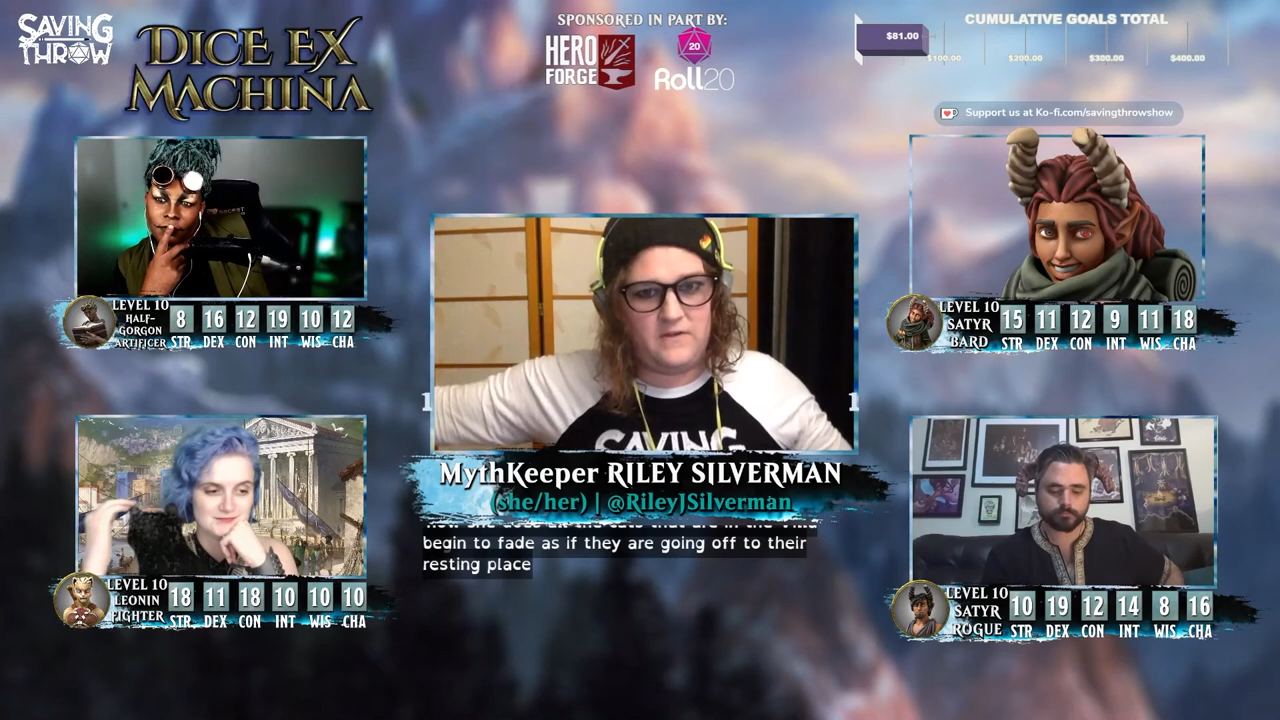 SAVING
THROW
DICE EX
MACHINA
SPONSORED IN PART BY:
HERO
FORGE
20
Roll20
CUMULATIVE GOALS TOTAL
$81.00
$100.00 $200.00 $300.00 $400.00
Support us at Ko-fi.com/savingthrowshow
LEVEL 10
HALF-
GORGON
ARTIFICER
8 16 12 19 10 12
STR DEX CON INT WIS CHA
LEVEL 10
SATYR
BARD
15 11 12 9 11 18
STR DEX CON INT WIS CHA
SAVING
MythKeeper RILEY SILVERMAN
(she/her) | @RileyJSilverman
begin to fade as if they are going off to their
resting place
LEVEL 10
LEONIN
FIGHTER
18 11 18 10 10 10
STR DEX CON INT WIS CHA
LEVEL 10
SATYR
ROGUE
10 19 12 14 8 16
STR DEX CON INT WIS CHA